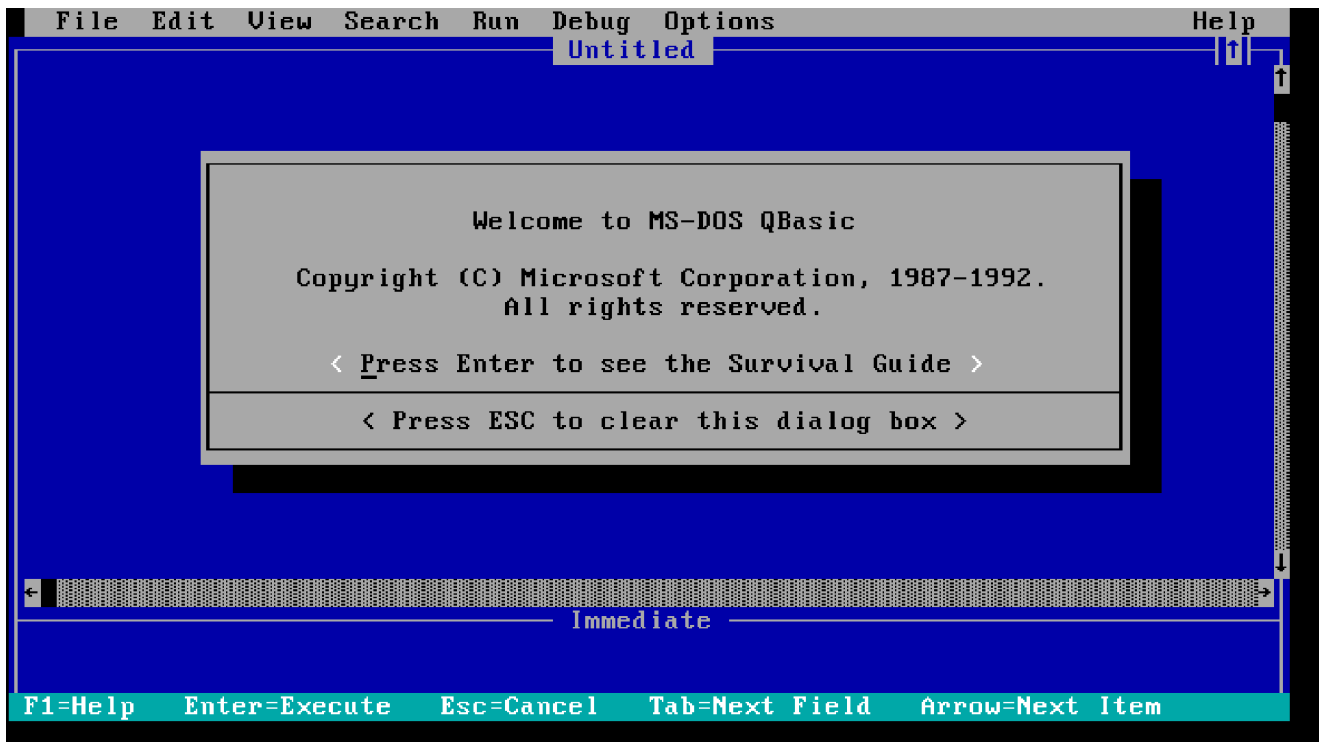 File Edit View Search Run Debug Options Help
Untitled
Welcome to MS-DOS QBasic
Copyright (C) Microsoft Corporation, 1987-1992.
All rights reserved.
< Press Enter to see the Survival Guide >
< Press ESC to clear this dialog box >
Immediate
F1=Help Enter=Execute Esc=Cancel Tab=Next Field Arrow=Next Item